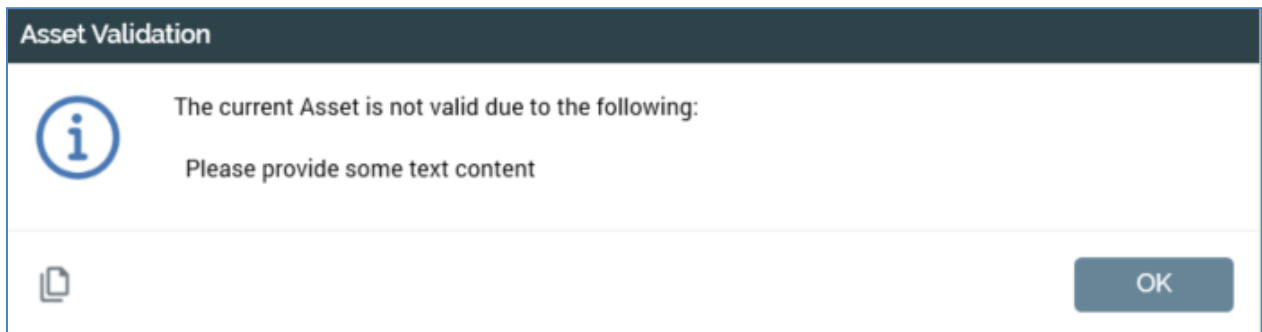 Asset Validation
The current Asset is not valid due to the following:
Please provide some text content
OK